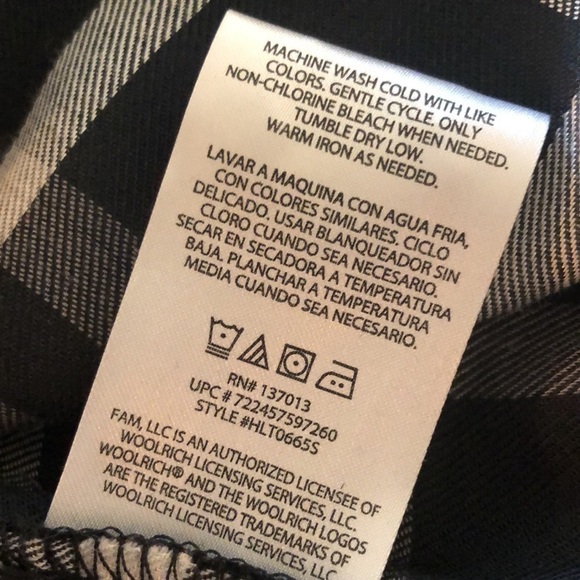 MACHINE WASH COLD WITH LIKE
COLORS. GENTLE CYCLE. ONLY
NON-CHLORINE BLEACH WHEN NEEDED.
TUMBLE DRY LOW.
WARM IRON AS NEEDED.
LAVAR A MAQUINA CON AGUA FRIA,
CON COLORES SIMILARES, CICLO
DELICADO. USAR BLANQUEADOR SIN
CLORO CUANDO SEA NECESARIO.
SECAR EN SECADORA A TEMPERATURA
BAJA. PLANCHAR A TEMPERATURA
MEDIA CUANDO SEA NECESARIO.
RN# 137013
UPC # 722457597260
STYLE #HLT0665S
FAM, LLC IS AN AUTHORIZED LICENSEE OF
WOOLRICH LICENSING SERVICES, LLC.
WOOLRICH® AND THE WOOLRICH LOGOS
ARE THE REGISTERED TRADEMARKS OF
WOOLRICH LICENSING SERVICES, LLC